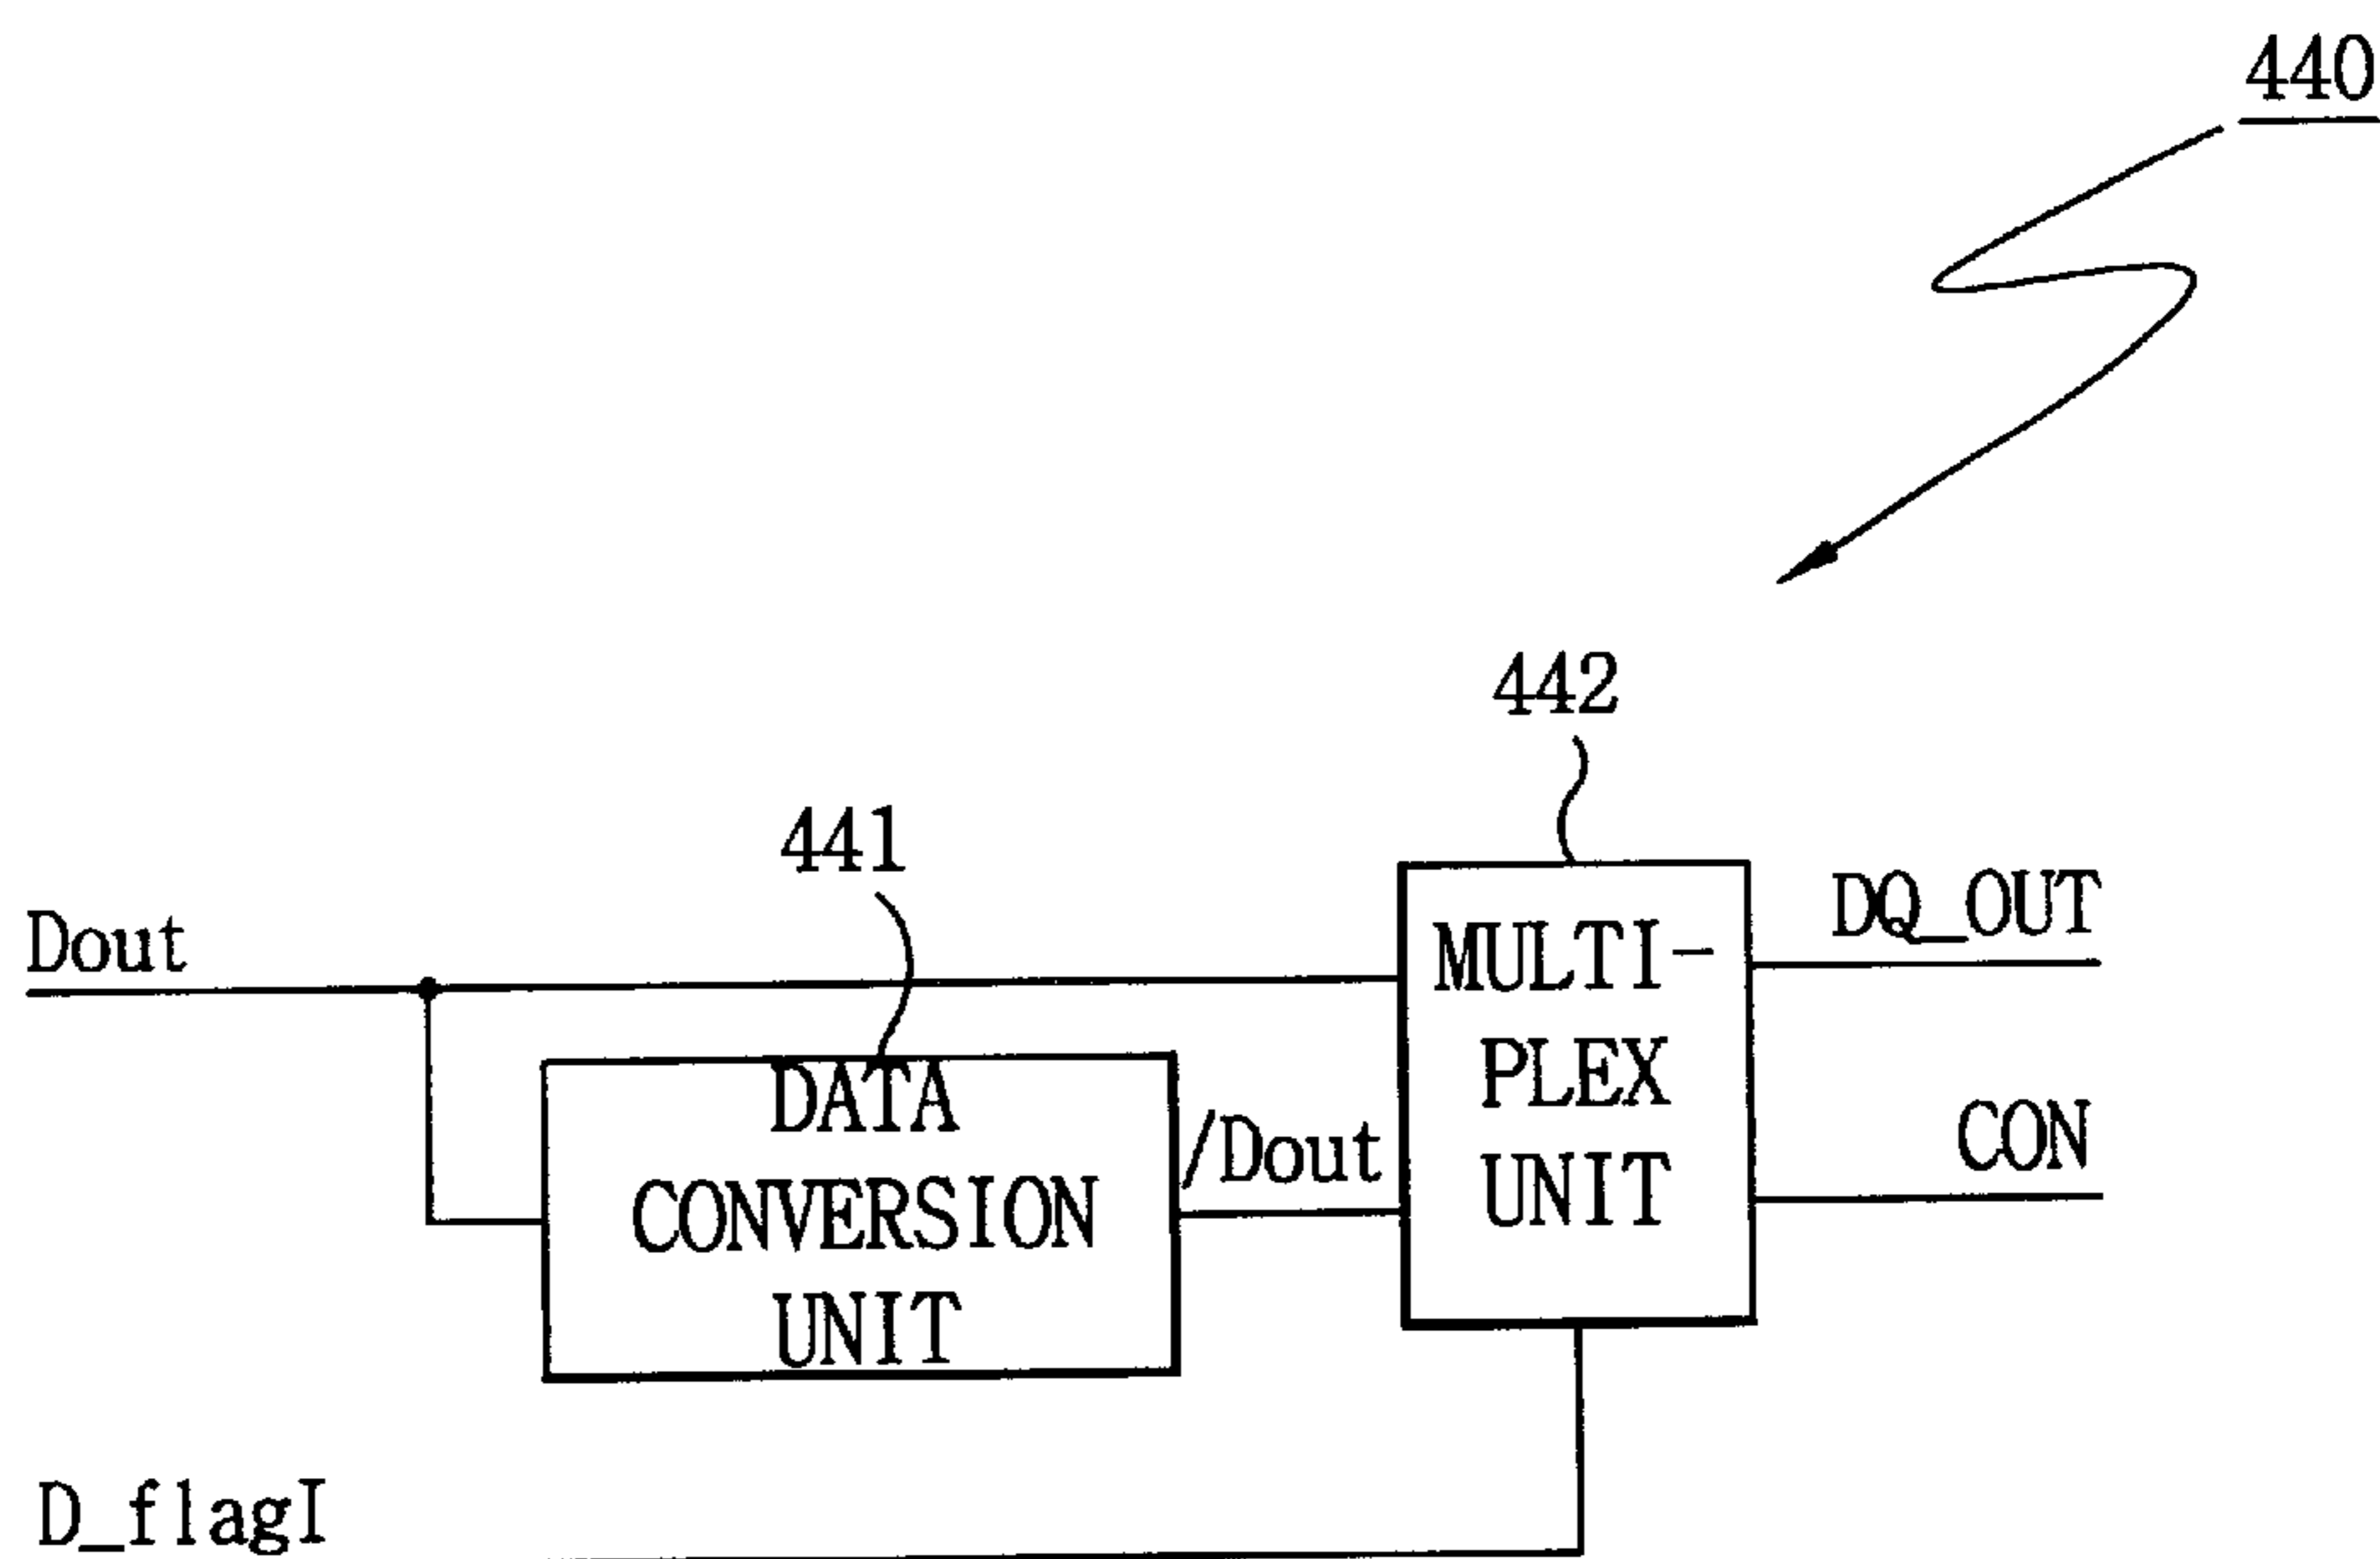 440
442
441
Dout
DQ_OUT
MULTI-
PLEX
UNIT
DATA
CONVERSION
UNIT
/Dout
CON
D_flagI